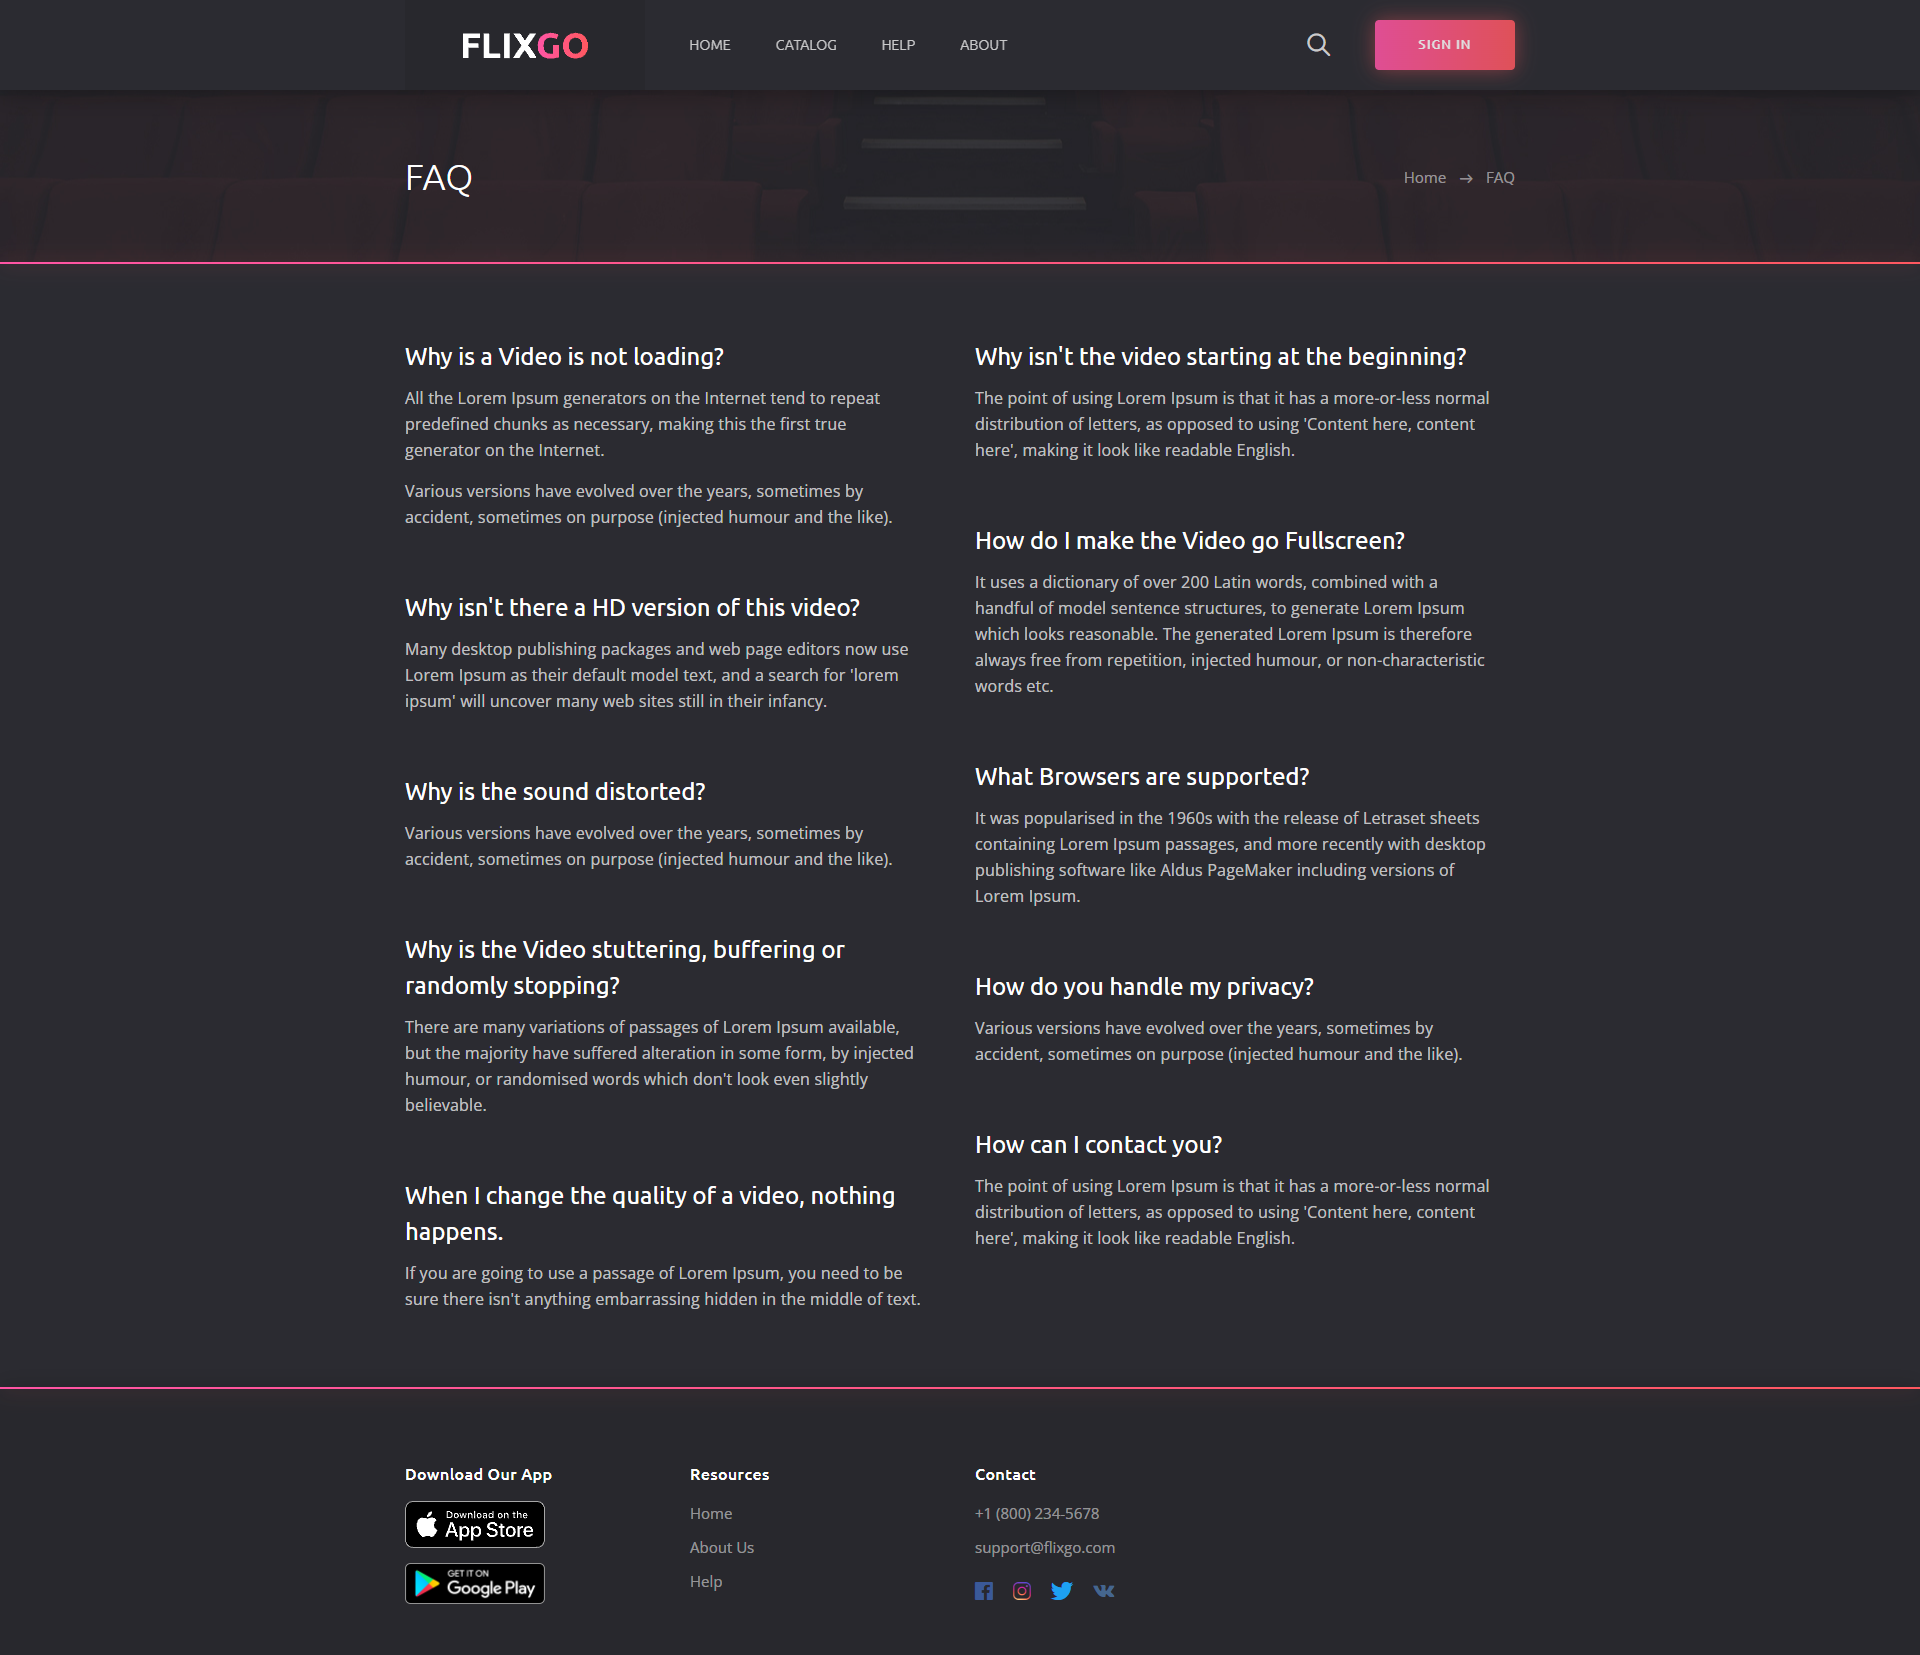 FLIXGO
HOME
CATALOG
HELP
ABOUT
SIGN IN
FAQ
Home → FAQ
Why is a Video is not loading?
All the Lorem Ipsum generators on the Internet tend to repeat
predefined chunks as necessary, making this the first true
generator on the Internet.
Various versions have evolved over the years, sometimes by
accident, sometimes on purpose (injected humour and the like).
Why isn't there a HD version of this video?
Many desktop publishing packages and web page editors now use
Lorem Ipsum as their default model text, and a search for 'lorem
ipsum' will uncover many web sites still in their infancy.
Why is the sound distorted?
Various versions have evolved over the years, sometimes by
accident, sometimes on purpose (injected humour and the like).
Why is the Video stuttering, buffering or
randomly stopping?
There are many variations of passages of Lorem Ipsum available,
but the majority have suffered alteration in some form, by injected
humour, or randomised words which don't look even slightly
believable.
When I change the quality of a video, nothing
happens.
If you are going to use a passage of Lorem Ipsum, you need to be
sure there isn't anything embarrassing hidden in the middle of text.
Why isn't the video starting at the beginning?
The point of using Lorem Ipsum is that it has a more-or-less normal
distribution of letters, as opposed to using 'Content here, content
here', making it look like readable English.
How do I make the Video go Fullscreen?
It uses a dictionary of over 200 Latin words, combined with a
handful of model sentence structures, to generate Lorem Ipsum
which looks reasonable. The generated Lorem Ipsum is therefore
always free from repetition, injected humour, or non-characteristic
words etc.
What Browsers are supported?
It was popularised in the 1960s with the release of Letraset sheets
containing Lorem Ipsum passages, and more recently with desktop
publishing software like Aldus PageMaker including versions of
Lorem Ipsum.
How do you handle my privacy?
Various versions have evolved over the years, sometimes by
accident, sometimes on purpose (injected humour and the like).
How can I contact you?
The point of using Lorem Ipsum is that it has a more-or-less normal
distribution of letters, as opposed to using 'Content here, content
here', making it look like readable English.
Download Our App
Download on the
App Store
GET IT ON
Google Play
Resources
Home
About Us
Help
Contact
+1 (800) 234-5678
support@flixgo.com